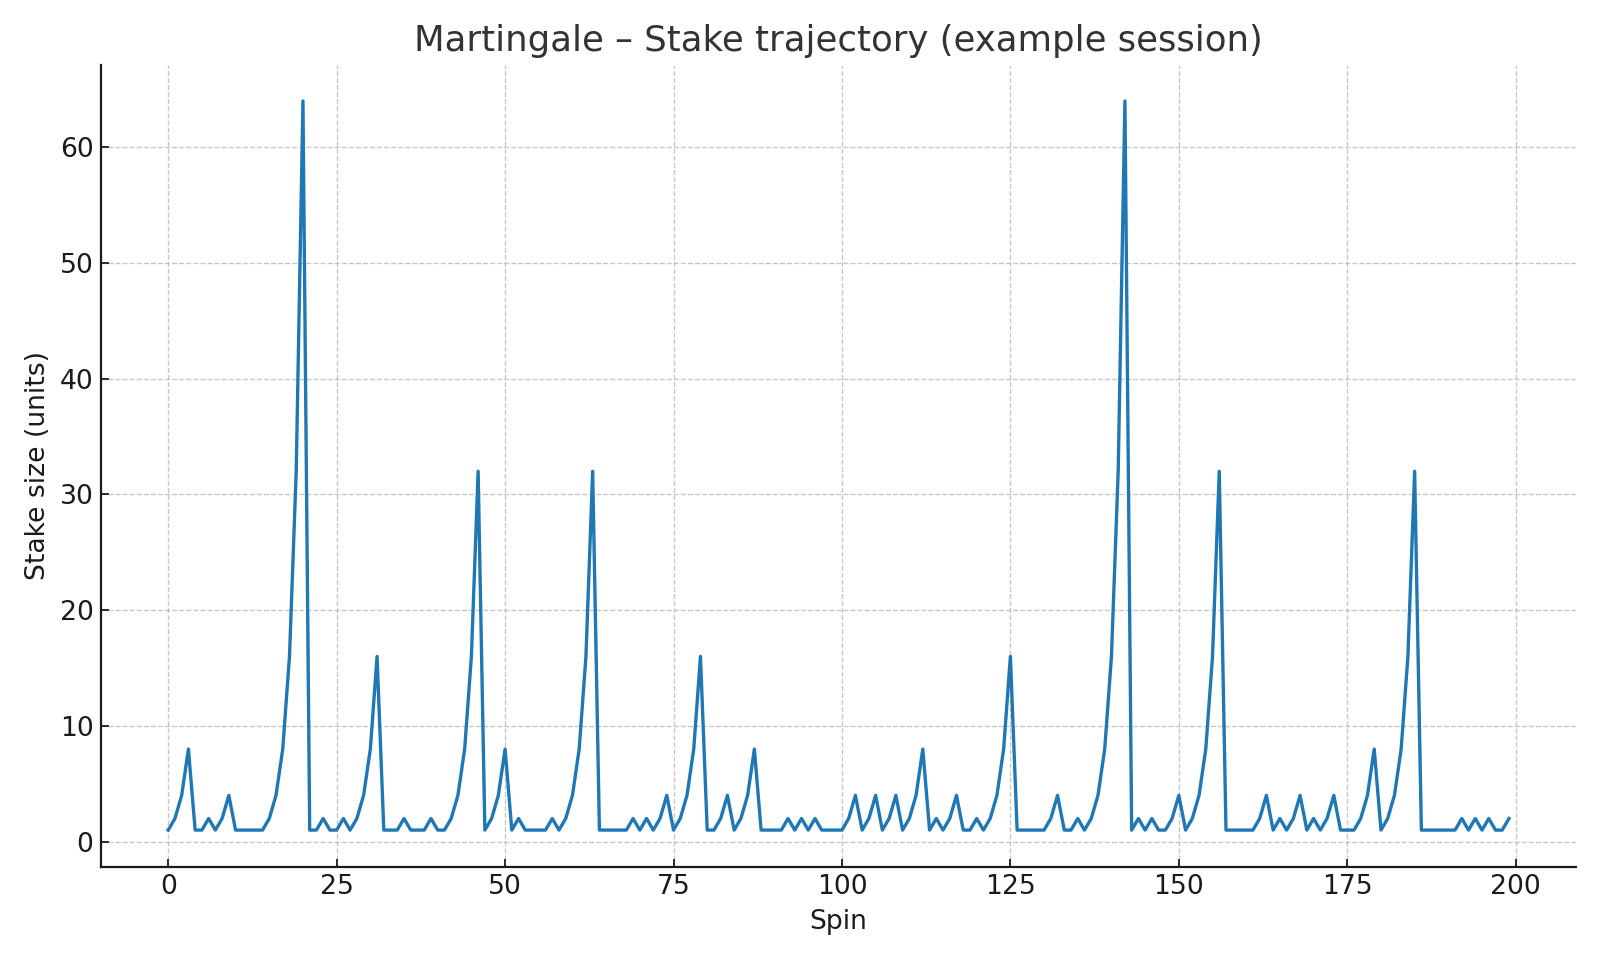 Martingale – Stake trajectory (example session)
Stake size (units)
60
50
40
30
20
10
0
0 25 50 75 100 125 150 175 200
Spin